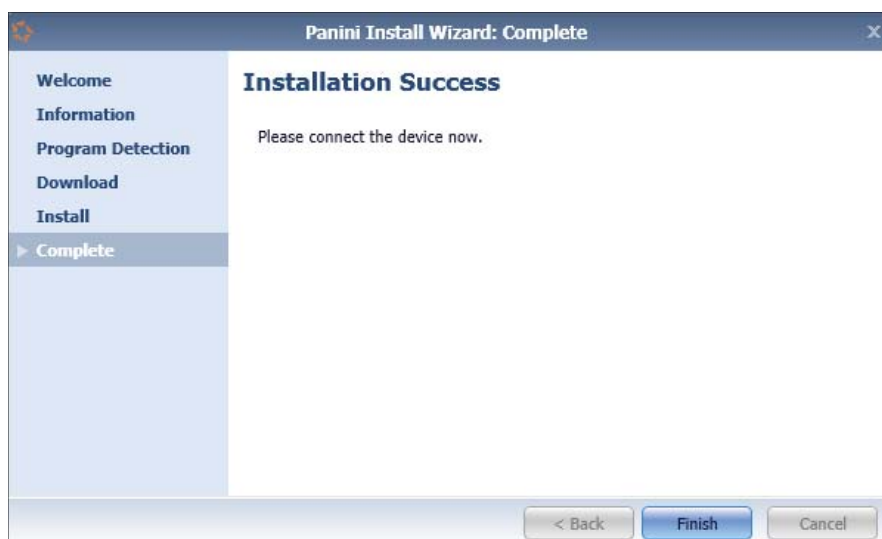 Panini Install Wizard: Complete
x
Welcome
Information
Program Detection
Download
Install
Complete
Installation Success
Please connect the device now.
< Back
Finish
Cancel